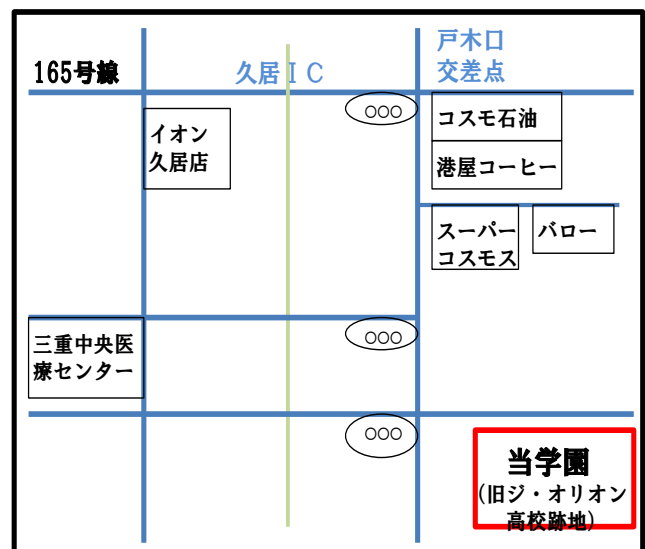 戸木口
165号線
久居IC
交差点
○○○
コスモ石油
イオン
久居店
港屋コーヒー
スーパー
コスモス
バロー
○○○
三重中央医
療センター
○○○
当学園
(旧ジ・オリオン
高校跡地)